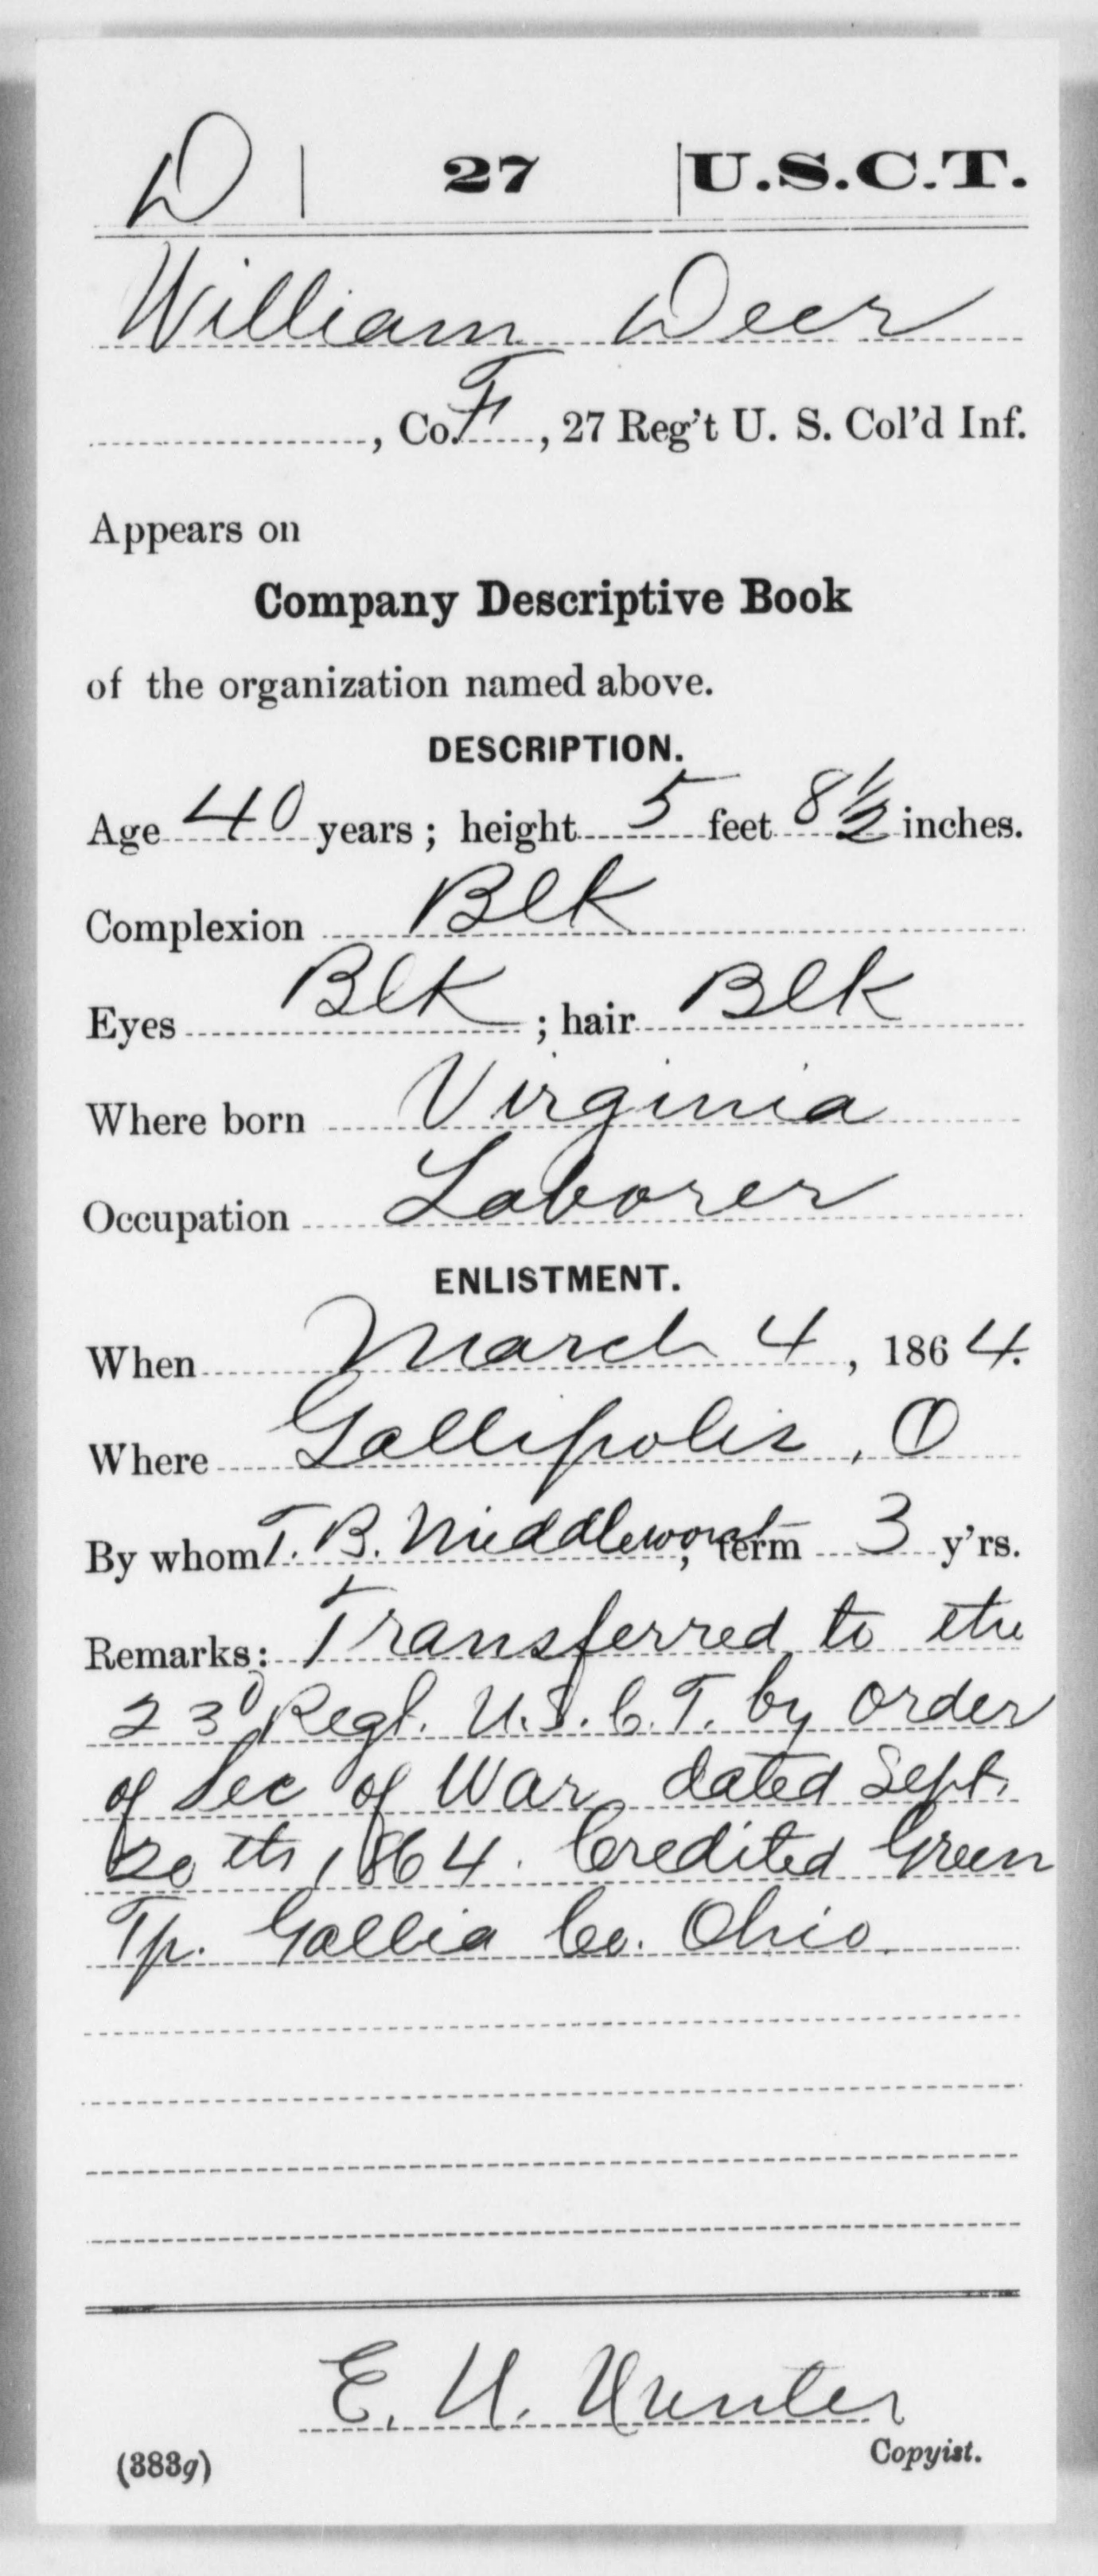 D | 27 | U.S.C.T.
William Deer
, Co. F, 27 Reg't U. S. Col'd Inf.
Appears on
Company Descriptive Book
of the organization named above.
DESCRIPTION.
Age 40 years; height 5 feet 8 1/2 inches.
Complexion Blk
Eyes Blk; hair Blk
Where born Virginia
Occupation Laborer
ENLISTMENT.
When March 4, 1864.
Where Gallipolis, O
By whom T. B. Middleworst, term 3 y'rs.
Remarks: Transferred to the
23d Regt. U.S.C.T. by order
of Sec of War dated Sept.
20th 1864. Credited Green
Tp. Gallia Co. Ohio.
E. H. Hunter
Copyist.
(383g)